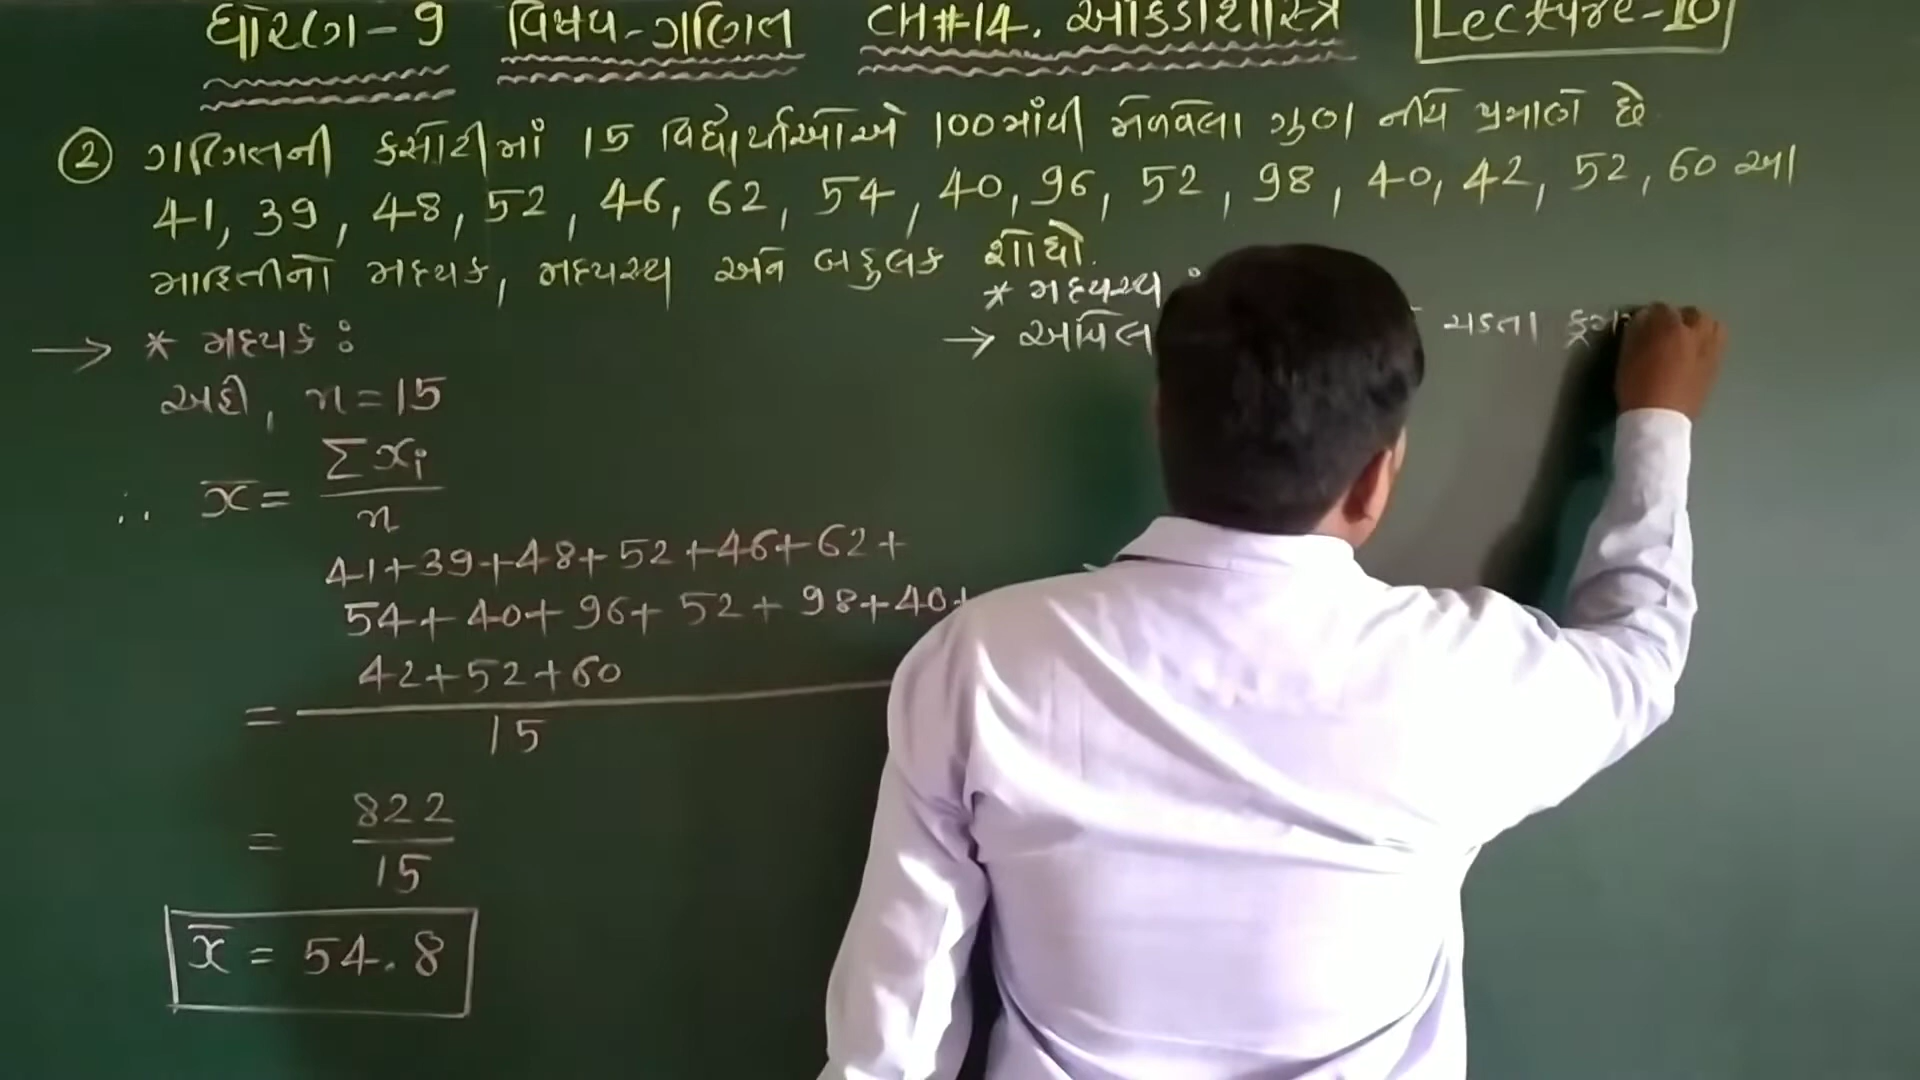 ધોરણ-9 વિષય-ગણિત CH#14. આંકડાશાસ્ત્ર Lecture-10
② ગણિતની કસોટીમાં 15 વિદ્યાર્થીઓએ 100માંથી મેળવેલા ગુણ નીચે પ્રમાણે છે
41, 39, 48, 52, 46, 62, 54, 40, 96, 52, 98, 40, 42, 52, 60 આ
માહિતીનો મધ્યક, મધ્યસ્થ અને બહુલક શોધો.
→ * મધ્યક :
અહીં, n=15
∴ x̄ = Σxi / n
= 41+39+48+52+46+62+
54+40+96+52+98+40+
42+52+60
15
= 822 / 15
x̄ = 54.8
* મધ્યસ્થ :
→ ચડતા